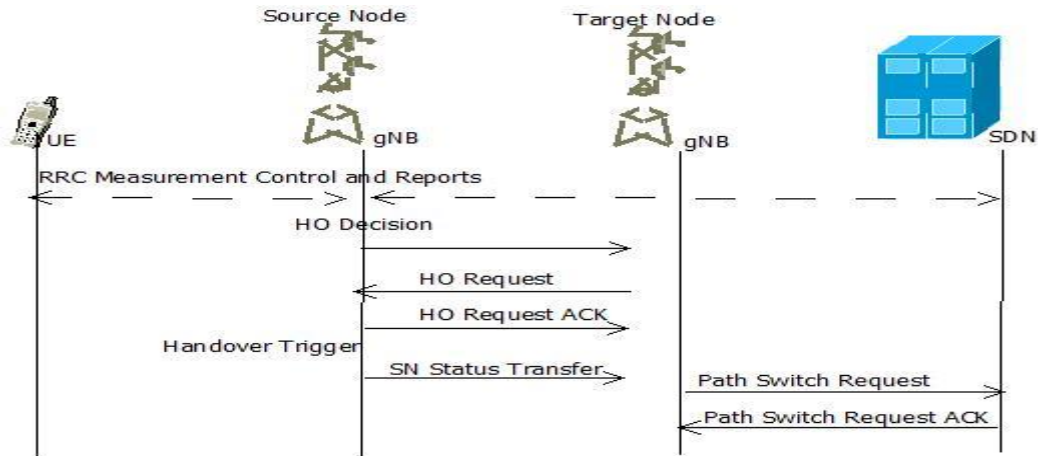 Source Node
Target Node
UE
gNB
gNB
SDN
RRC Measurement Control and Reports
HO Decision
HO Request
HO Request ACK
Handover Trigger
SN Status Transfer
Path Switch Request
Path Switch Request ACK